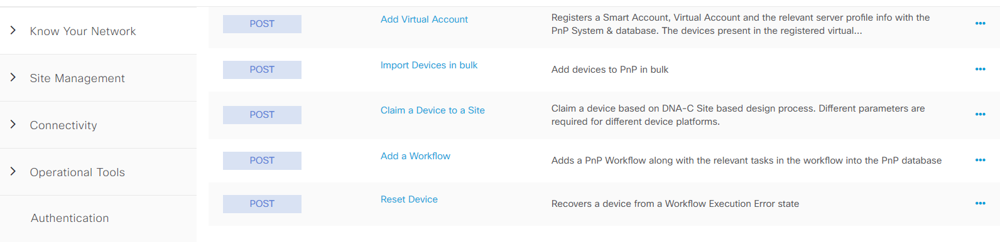 Know Your Network
Site Management
Connectivity
Operational Tools
Authentication
POST
Add Virtual Account
Registers a Smart Account, Virtual Account and the relevant server profile info with the
PnP System & database. The devices present in the registered virtual...
POST
Import Devices in bulk
Add devices to PnP in bulk
POST
Claim a Device to a Site
Claim a device based on DNA-C Site based design process. Different parameters are
required for different device platforms.
POST
Add a Workflow
Adds a PnP Workflow along with the relevant tasks in the workflow into the PnP database
POST
Reset Device
Recovers a device from a Workflow Execution Error state